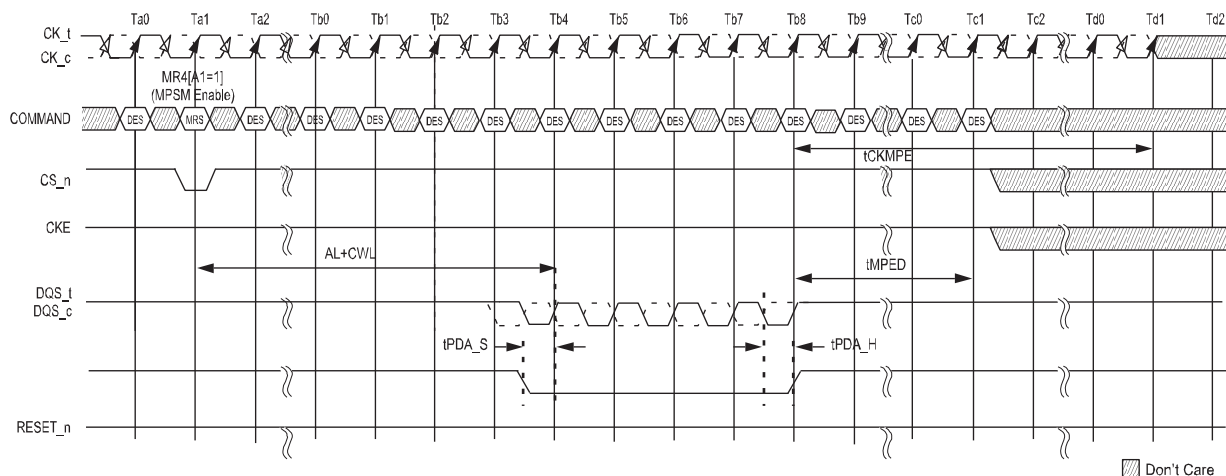 Ta0 Ta1 Ta2 Tb0 Tb1 Tb2 Tb3 Tb4 Tb5 Tb6 Tb7 Tb8 Tb9 Tc0 Tc1 Tc2 Td0 Td1 Td2
CK_t
CK_c
MR4[A1=1]
(MPSM Enable)
COMMAND DES MRS DES DES DES DES DES DES DES DES DES DES DES DES DES
tCKMPE
CS_n
CKE
AL+CWL
tMPED
DQS_t
DQS_c
tPDA_S
tPDA_H
RESET_n
Don't Care